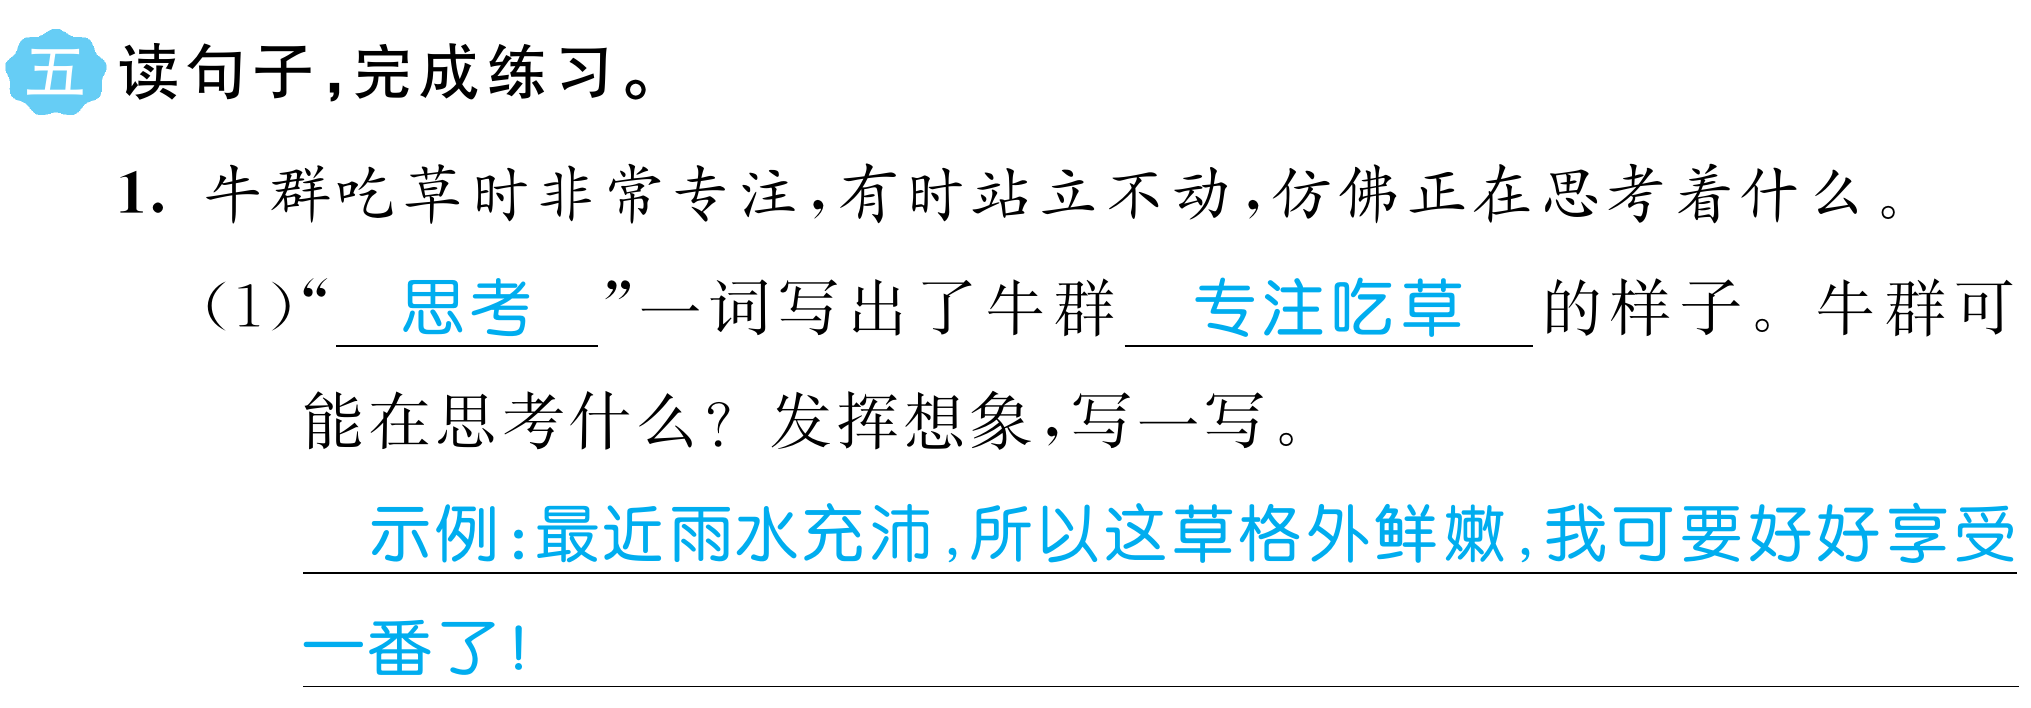 五 读句子,完成练习。
1. 牛群吃草时非常专注,有时站立不动,仿佛正在思考着什么。
(1)“ 思考 ”一词写出了牛群 专注吃草 的样子。牛群可
能在思考什么? 发挥想象,写一写。
示例:最近雨水充沛,所以这草格外鲜嫩,我可要好好享受
一番了!